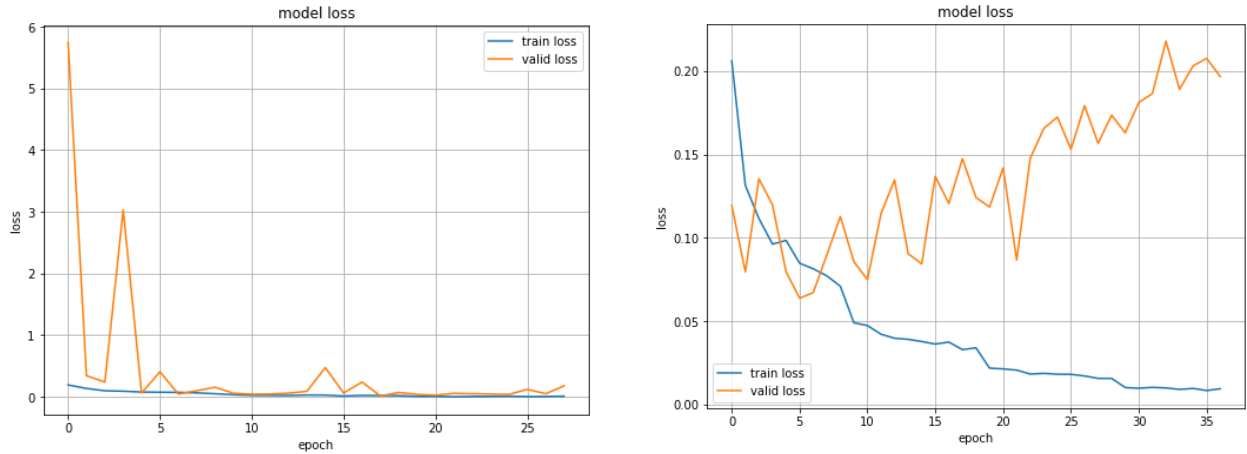 model loss
6
5
4
3
2
1
0
loss
train loss
valid loss
0 5 10 15 20 25
epoch
model loss
0.20
0.15
0.10
0.05
0.00
loss
train loss
valid loss
0 5 10 15 20 25 30 35
epoch